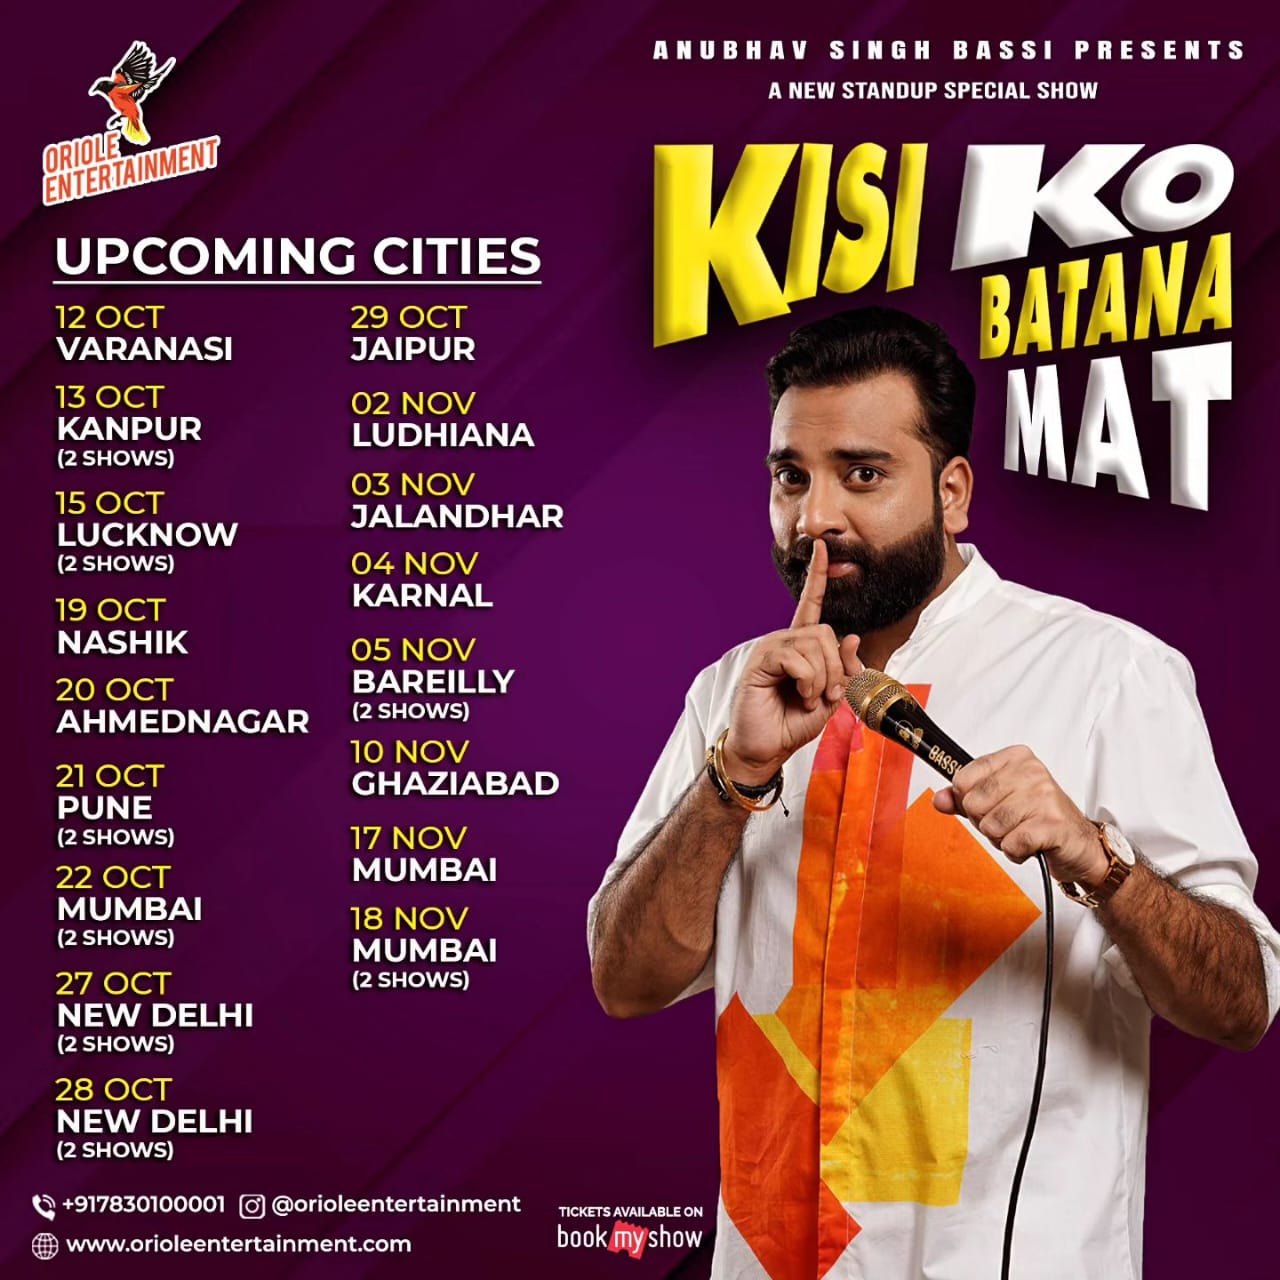 ORIOLE
ENTERTAINMENT
ANUBHAV SINGH BASSI PRESENTS
A NEW STANDUP SPECIAL SHOW
KISI KO
BATANA
MAT
UPCOMING CITIES
12 OCT
VARANASI
13 OCT
KANPUR
(2 SHOWS)
15 OCT
LUCKNOW
(2 SHOWS)
19 OCT
NASHIK
20 OCT
AHMEDNAGAR
21 OCT
PUNE
(2 SHOWS)
22 OCT
MUMBAI
(2 SHOWS)
27 OCT
NEW DELHI
(2 SHOWS)
28 OCT
NEW DELHI
(2 SHOWS)
29 OCT
JAIPUR
02 NOV
LUDHIANA
03 NOV
JALANDHAR
04 NOV
KARNAL
05 NOV
BAREILLY
(2 SHOWS)
10 NOV
GHAZIABAD
17 NOV
MUMBAI
18 NOV
MUMBAI
(2 SHOWS)
BASSI
+917830100001 @orioleentertainment
www.orioleentertainment.com
TICKETS AVAILABLE ON
book my show